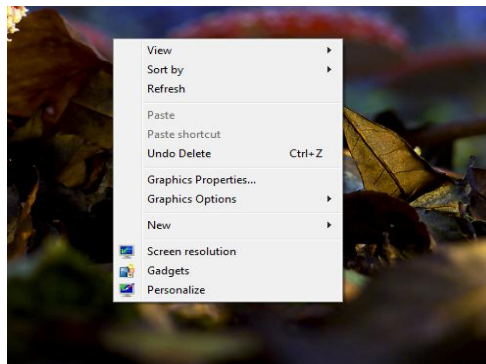 View
Sort by
Refresh
Paste
Paste shortcut
Undo Delete Ctrl+Z
Graphics Properties...
Graphics Options
New
Screen resolution
Gadgets
Personalize